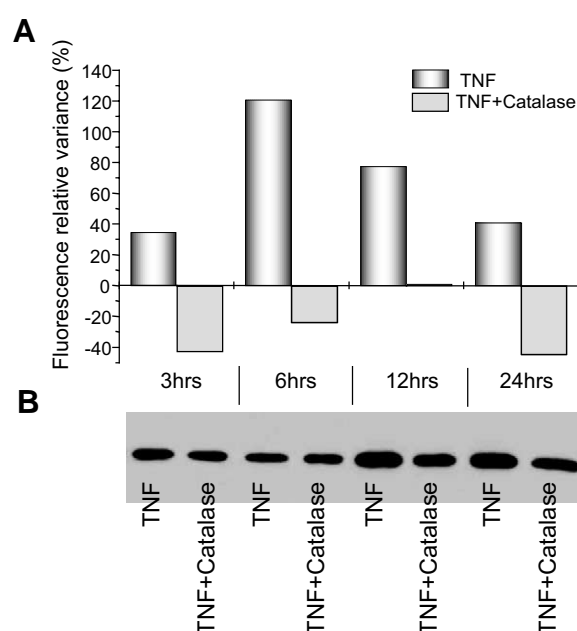 A
Fluorescence relative variance (%)
140
120
100
80
60
40
20
0
-20
-40
TNF
TNF+Catalase
3hrs 6hrs 12hrs 24hrs
B
TNF TNF+Catalase TNF TNF+Catalase TNF TNF+Catalase TNF TNF+Catalase